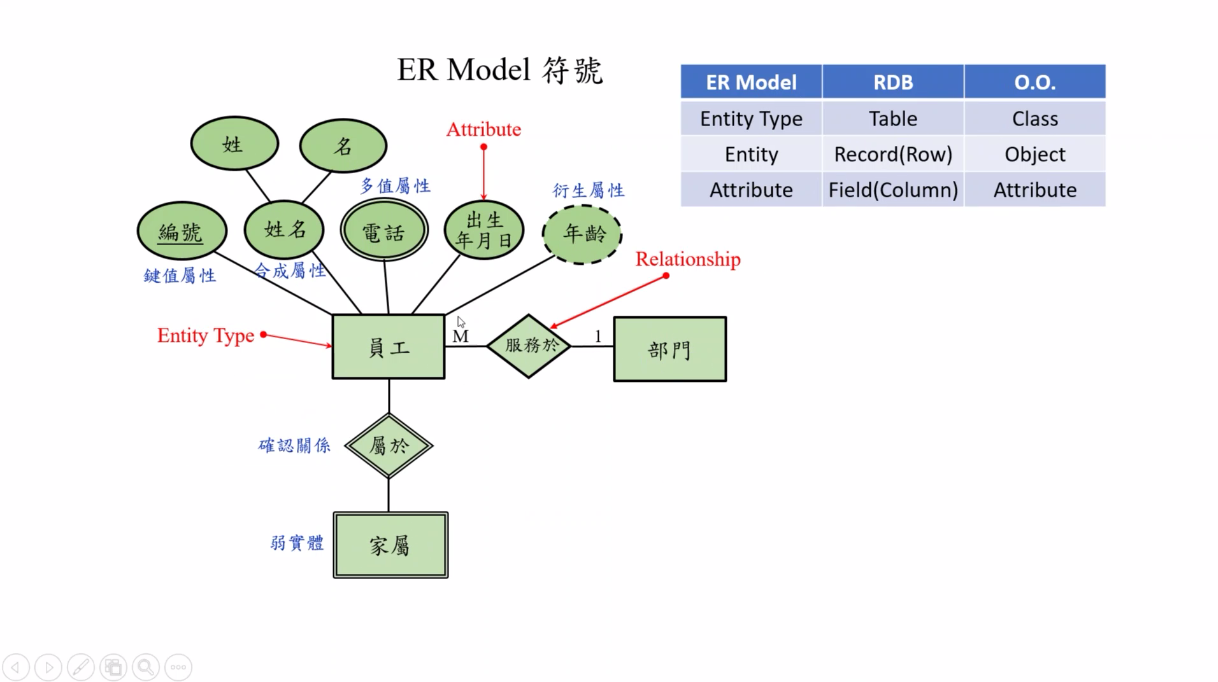 ER Model 符號
ER Model RDB O.O.
Entity Type Table Class
Entity Record(Row) Object
Attribute Field(Column) Attribute
Attribute
姓
名
多值屬性
衍生屬性
編號
姓名
電話
出生
年月日
年齡
鍵值屬性
合成屬性
Relationship
Entity Type
員工
M
服務於
1
部門
確認關係
屬於
弱實體
家屬